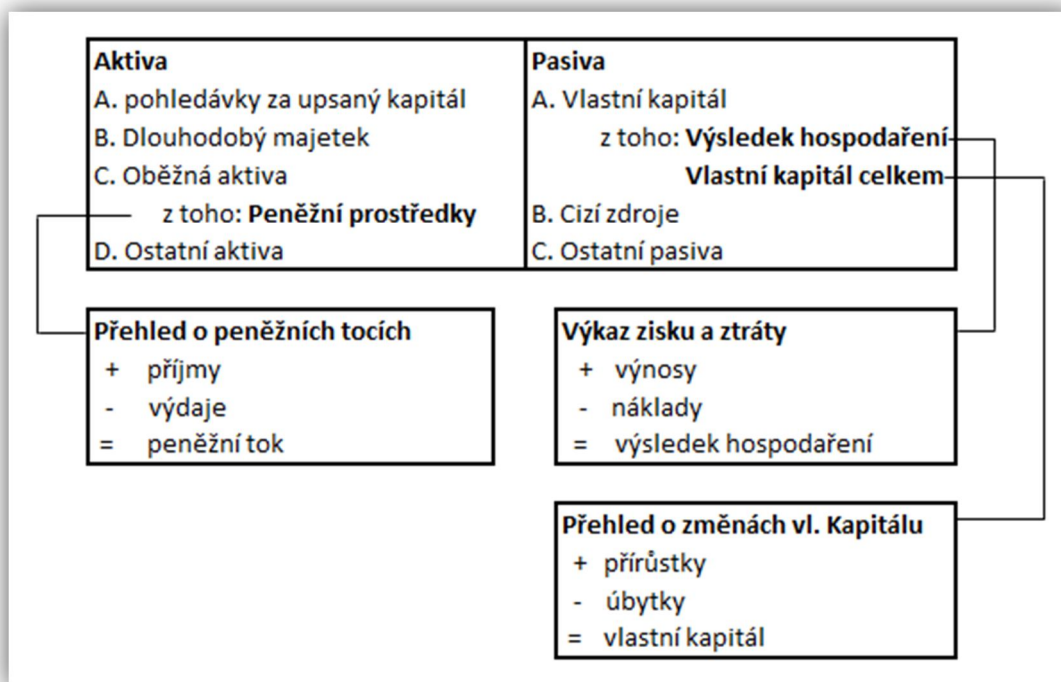 Aktiva
A. pohledávky za upsaný kapitál
B. Dlouhodobý majetek
C. Oběžná aktiva
z toho: Peněžní prostředky
D. Ostatní aktiva
Pasiva
A. Vlastní kapitál
z toho: Výsledek hospodaření
Vlastní kapitál celkem
B. Cizí zdroje
C. Ostatní pasiva
Přehled o peněžních tocích
+ příjmy
- výdaje
= peněžní tok
Výkaz zisku a ztráty
+ výnosy
- náklady
= výsledek hospodaření
Přehled o změnách vl. Kapitálu
+ přírůstky
- úbytky
= vlastní kapitál